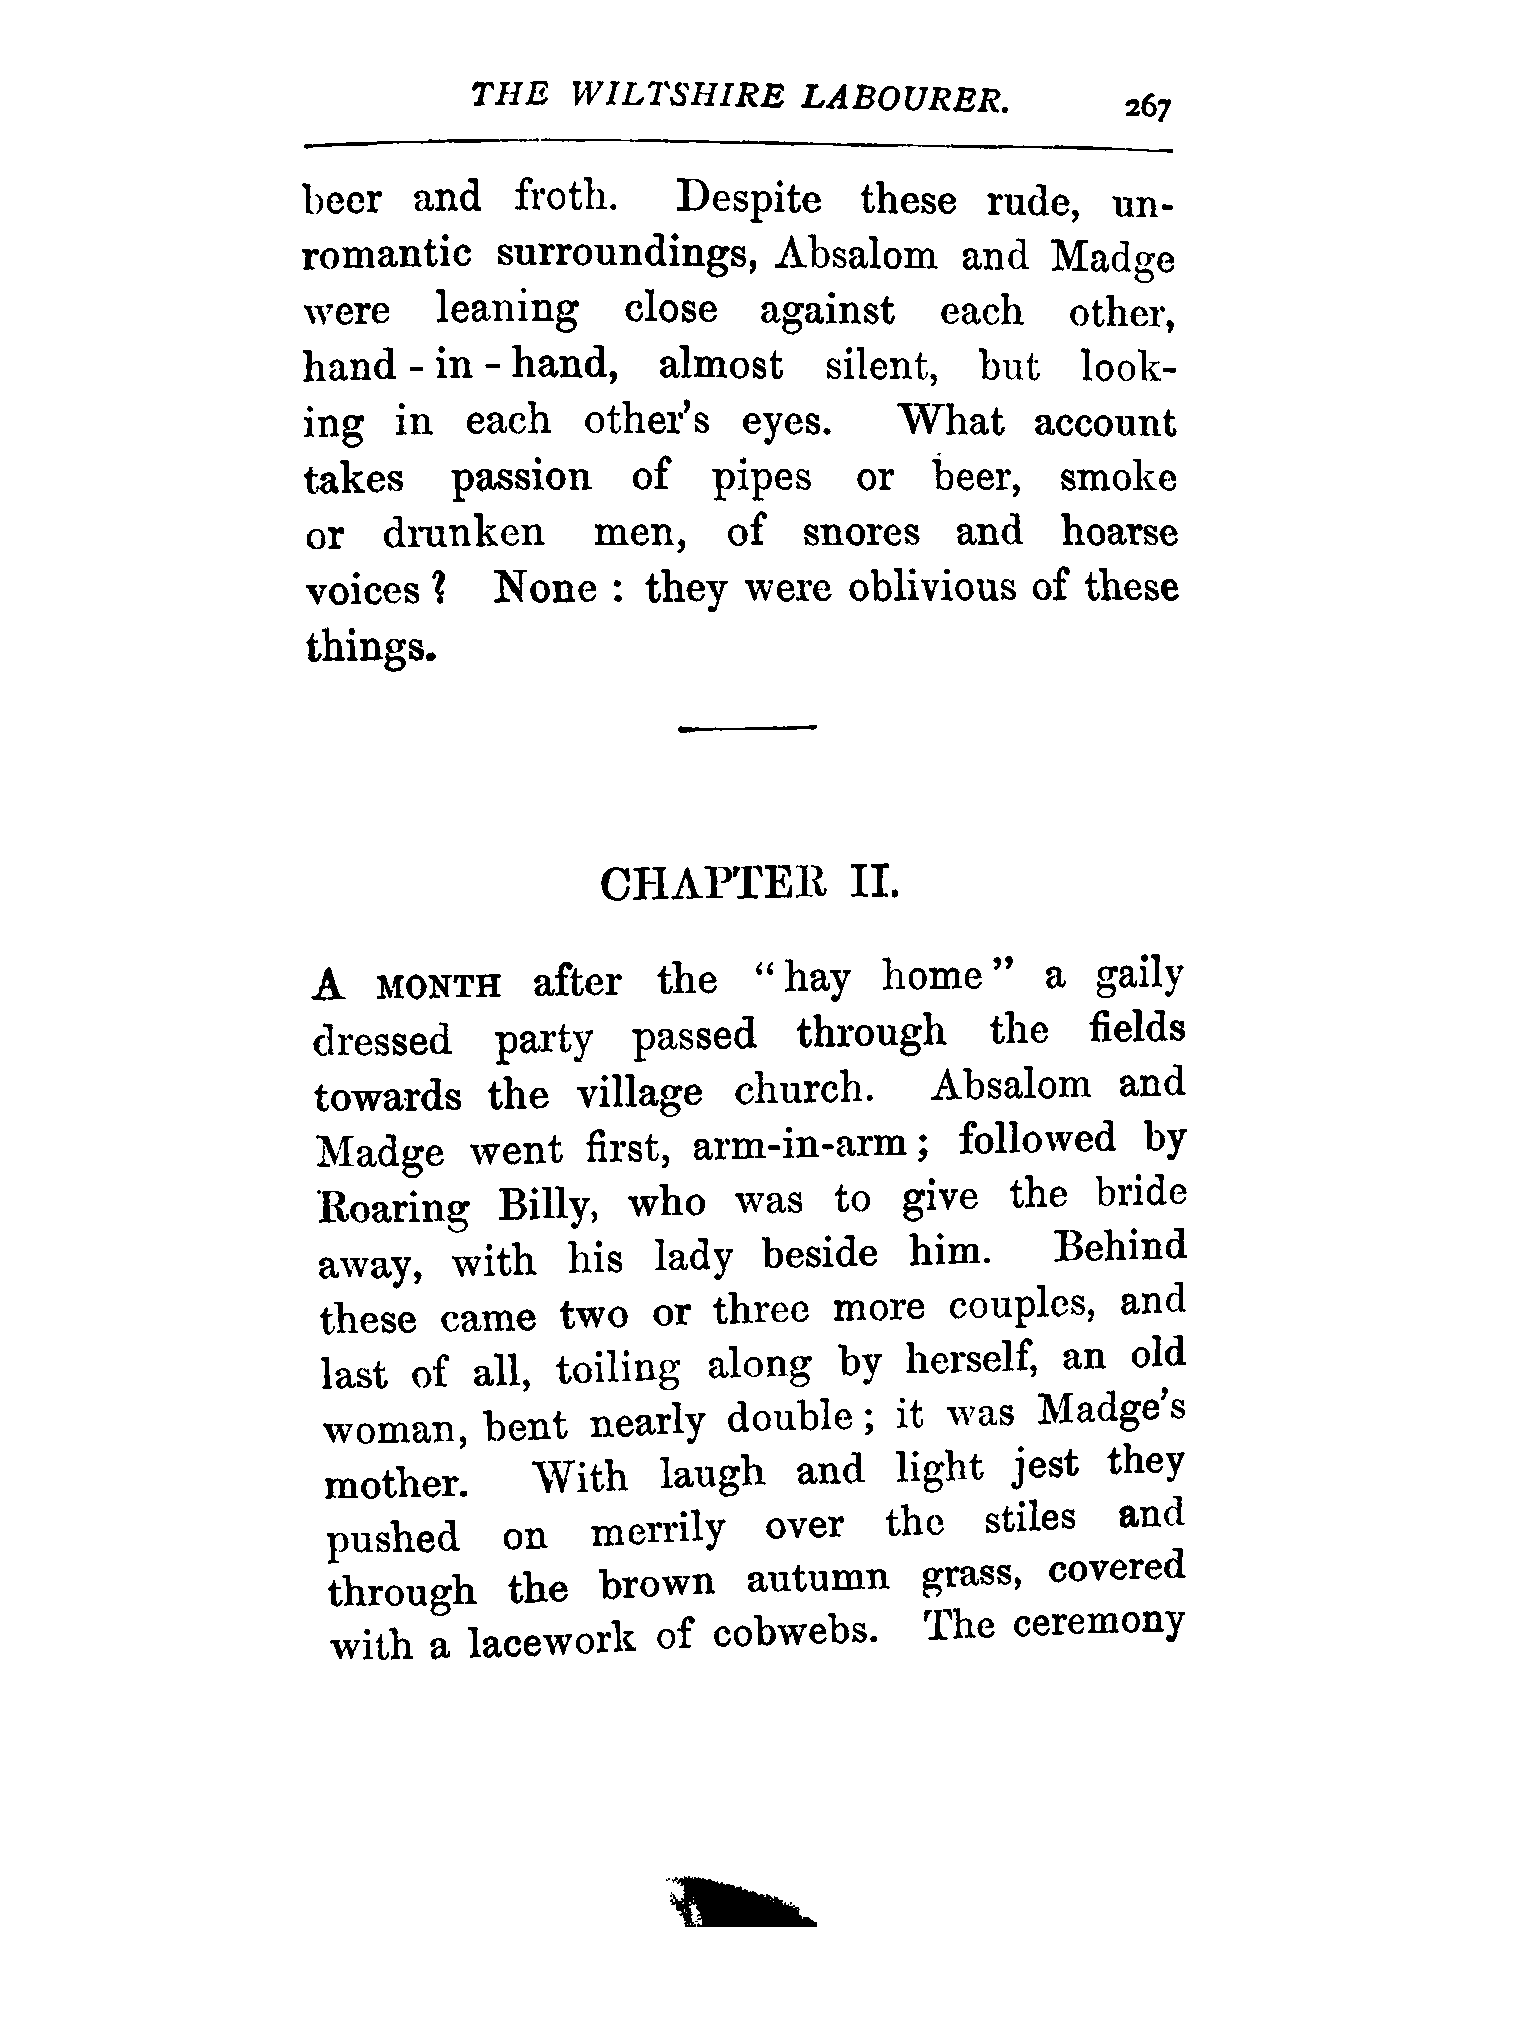 THE WILTSHIRE LABOURER. 267
beer and froth. Despite these rude, un-
romantic surroundings, Absalom and Madge
were leaning close against each other,
hand - in - hand, almost silent, but look-
ing in each other's eyes. What account
takes passion of pipes or beer, smoke
or drunken men, of snores and hoarse
voices ? None : they were oblivious of these
things.
CHAPTER II.
A MONTH after the "hay home" a gaily
dressed party passed through the fields
towards the village church. Absalom and
Madge went first, arm-in-arm ; followed by
Roaring Billy, who was to give the bride
away, with his lady beside him. Behind
these came two or three more couples, and
last of all, toiling along by herself, an old
woman, bent nearly double ; it was Madge's
mother. With laugh and light jest they
pushed on merrily over the stiles and
through the brown autumn grass, covered
with a lacework of cobwebs. The ceremony